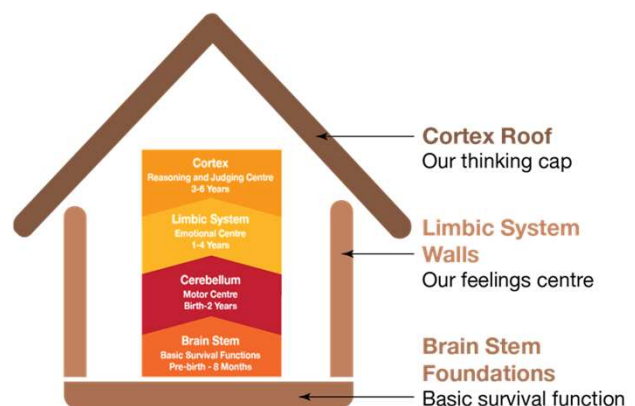 Cortex
Reasoning and Judging Centre
3-6 Years
Limbic System
Emotional Centre
1-4 Years
Cerebellum
Motor Centre
Birth-2 Years
Brain Stem
Basic Survival Functions
Pre-birth - 8 Months
Cortex Roof
Our thinking cap
Limbic System
Walls
Our feelings centre
Brain Stem
Foundations
Basic survival function